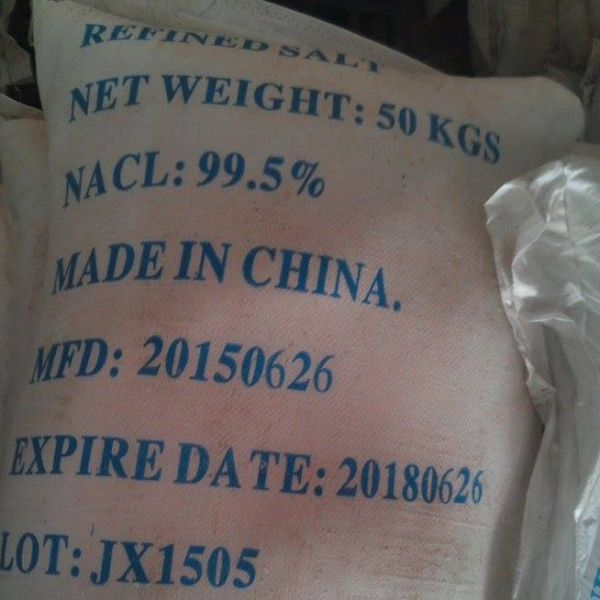 REFINED SALT
NET WEIGHT: 50 KGS
NACL: 99.5%
MADE IN CHINA.
MFD: 20150626
EXPIRE DATE: 20180626
LOT: JX1505